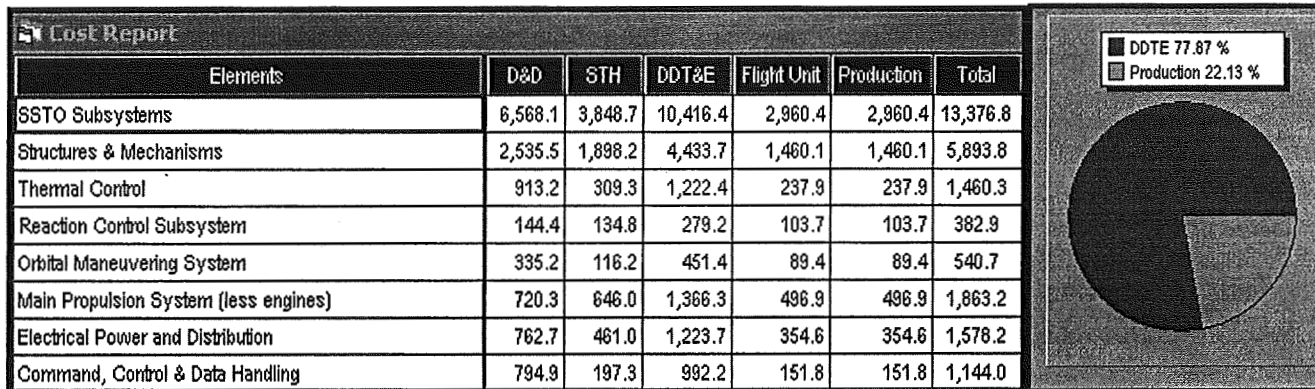 Cost Report
Elements D&D STH DDT&E Flight Unit Production Total
SSTO Subsystems 6,568.1 3,848.7 10,416.4 2,960.4 2,960.4 13,376.8
Structures & Mechanisms 2,535.5 1,898.2 4,433.7 1,460.1 1,460.1 5,893.8
Thermal Control 913.2 309.3 1,222.4 237.9 237.9 1,460.3
Reaction Control Subsystem 144.4 134.8 279.2 103.7 103.7 382.9
Orbital Maneuvering System 335.2 116.2 451.4 89.4 89.4 540.7
Main Propulsion System (less engines) 720.3 646.0 1,366.3 496.9 496.9 1,863.2
Electrical Power and Distribution 762.7 461.0 1,223.7 354.6 354.6 1,578.2
Command, Control & Data Handling 794.9 197.3 992.2 151.8 151.8 1,144.0
DDTE 77.87 %
Production 22.13 %